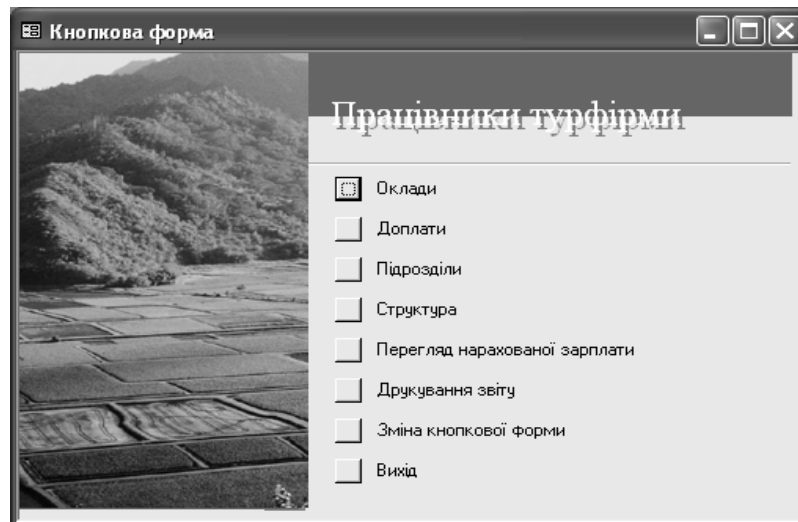 Кнопкова форма
Працівники турфірми
Оклади
Доплати
Підрозділи
Структура
Перегляд нарахованої зарплати
Друкування звіту
Зміна кнопкової форми
Вихід